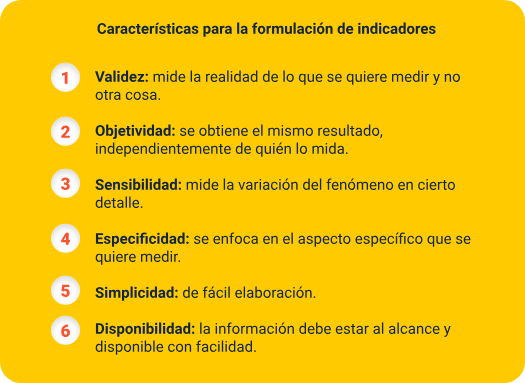 Características para la formulación de indicadores
1 Validez: mide la realidad de lo que se quiere medir y no
otra cosa.
2 Objetividad: se obtiene el mismo resultado,
independientemente de quién lo mida.
3 Sensibilidad: mide la variación del fenómeno en cierto
detalle.
4 Especificidad: se enfoca en el aspecto específico que se
quiere medir.
5 Simplicidad: de fácil elaboración.
6 Disponibilidad: la información debe estar al alcance y
disponible con facilidad.